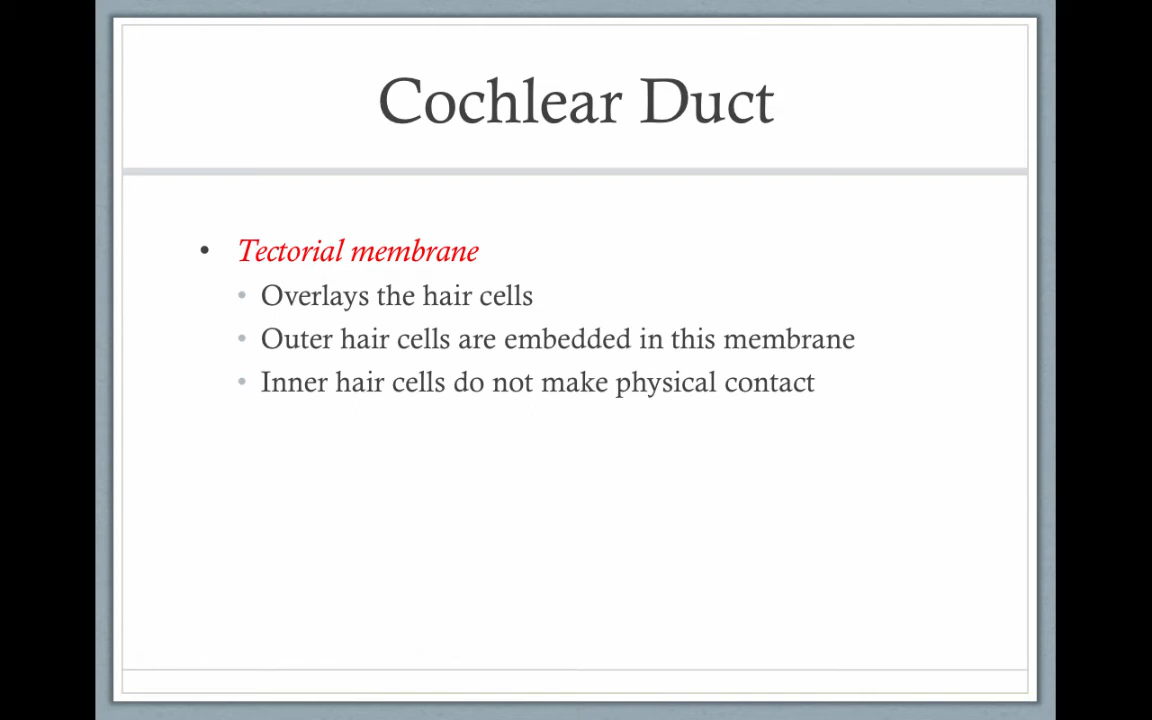 Cochlear Duct
• Tectorial membrane
• Overlays the hair cells
• Outer hair cells are embedded in this membrane
• Inner hair cells do not make physical contact